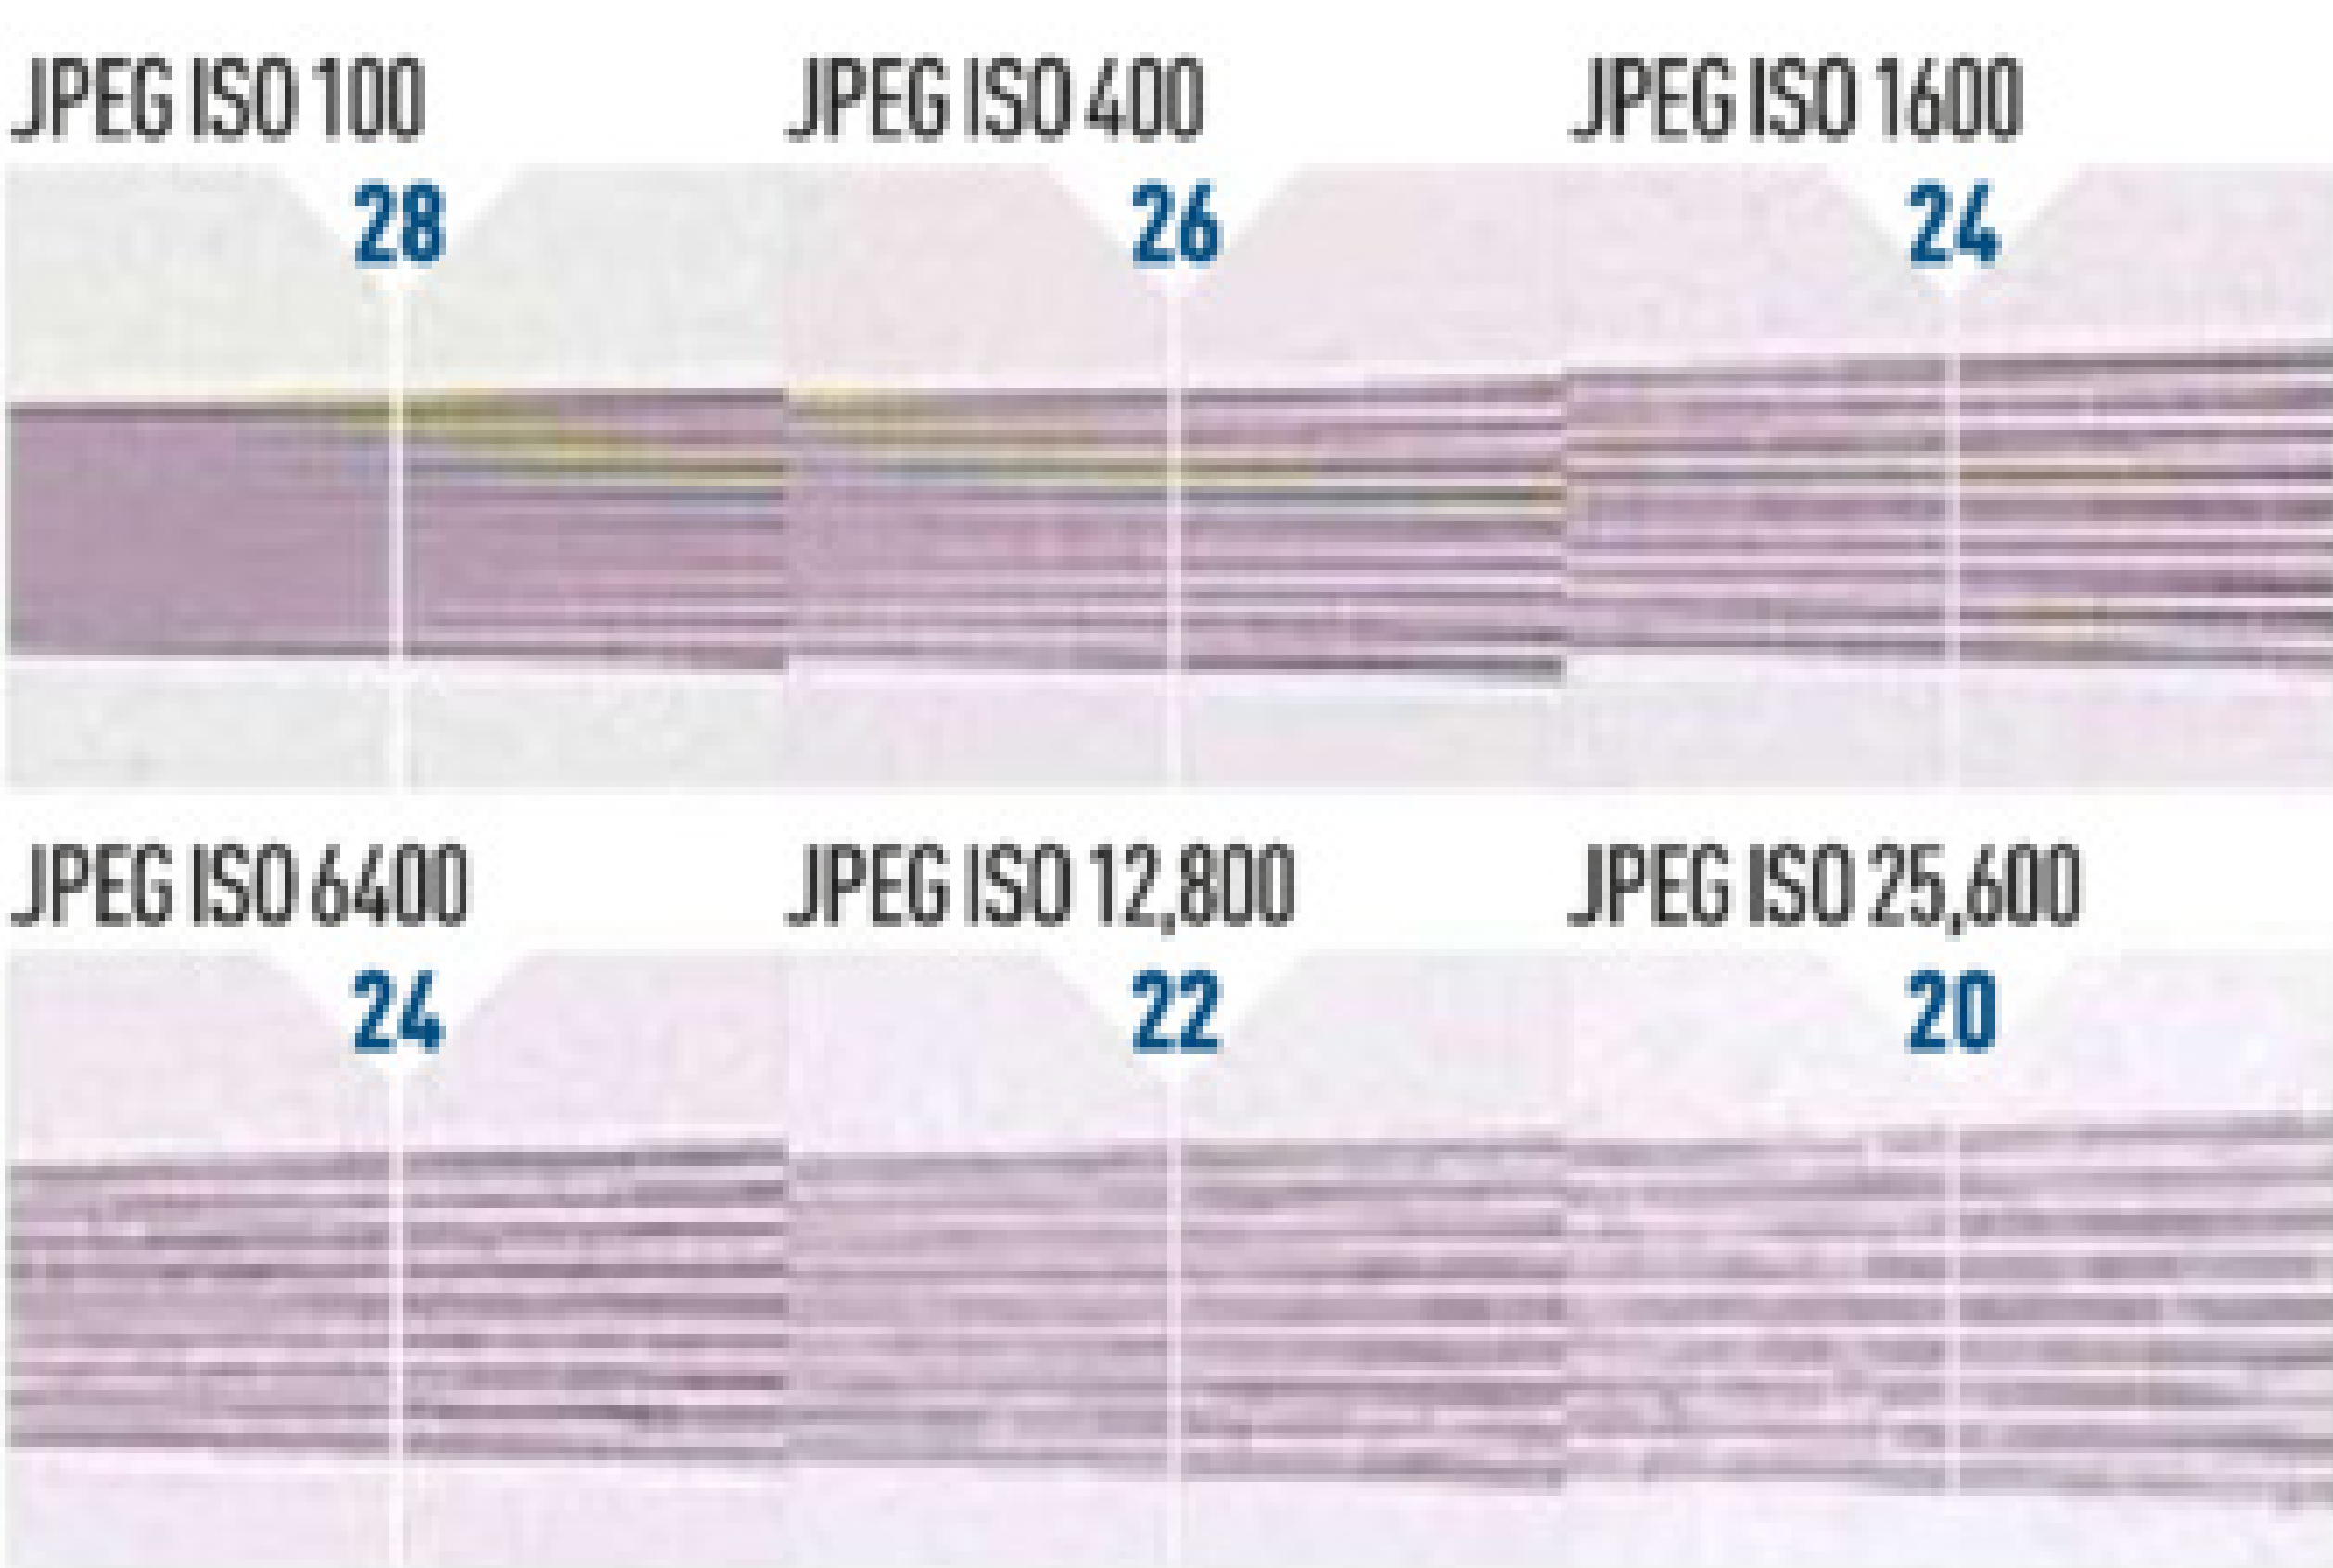 JPEG ISO 100 JPEG ISO 400 JPEG ISO 1600
28 26 24
JPEG ISO 6400 JPEG ISO 12,800 JPEG ISO 25,600
24 22 20